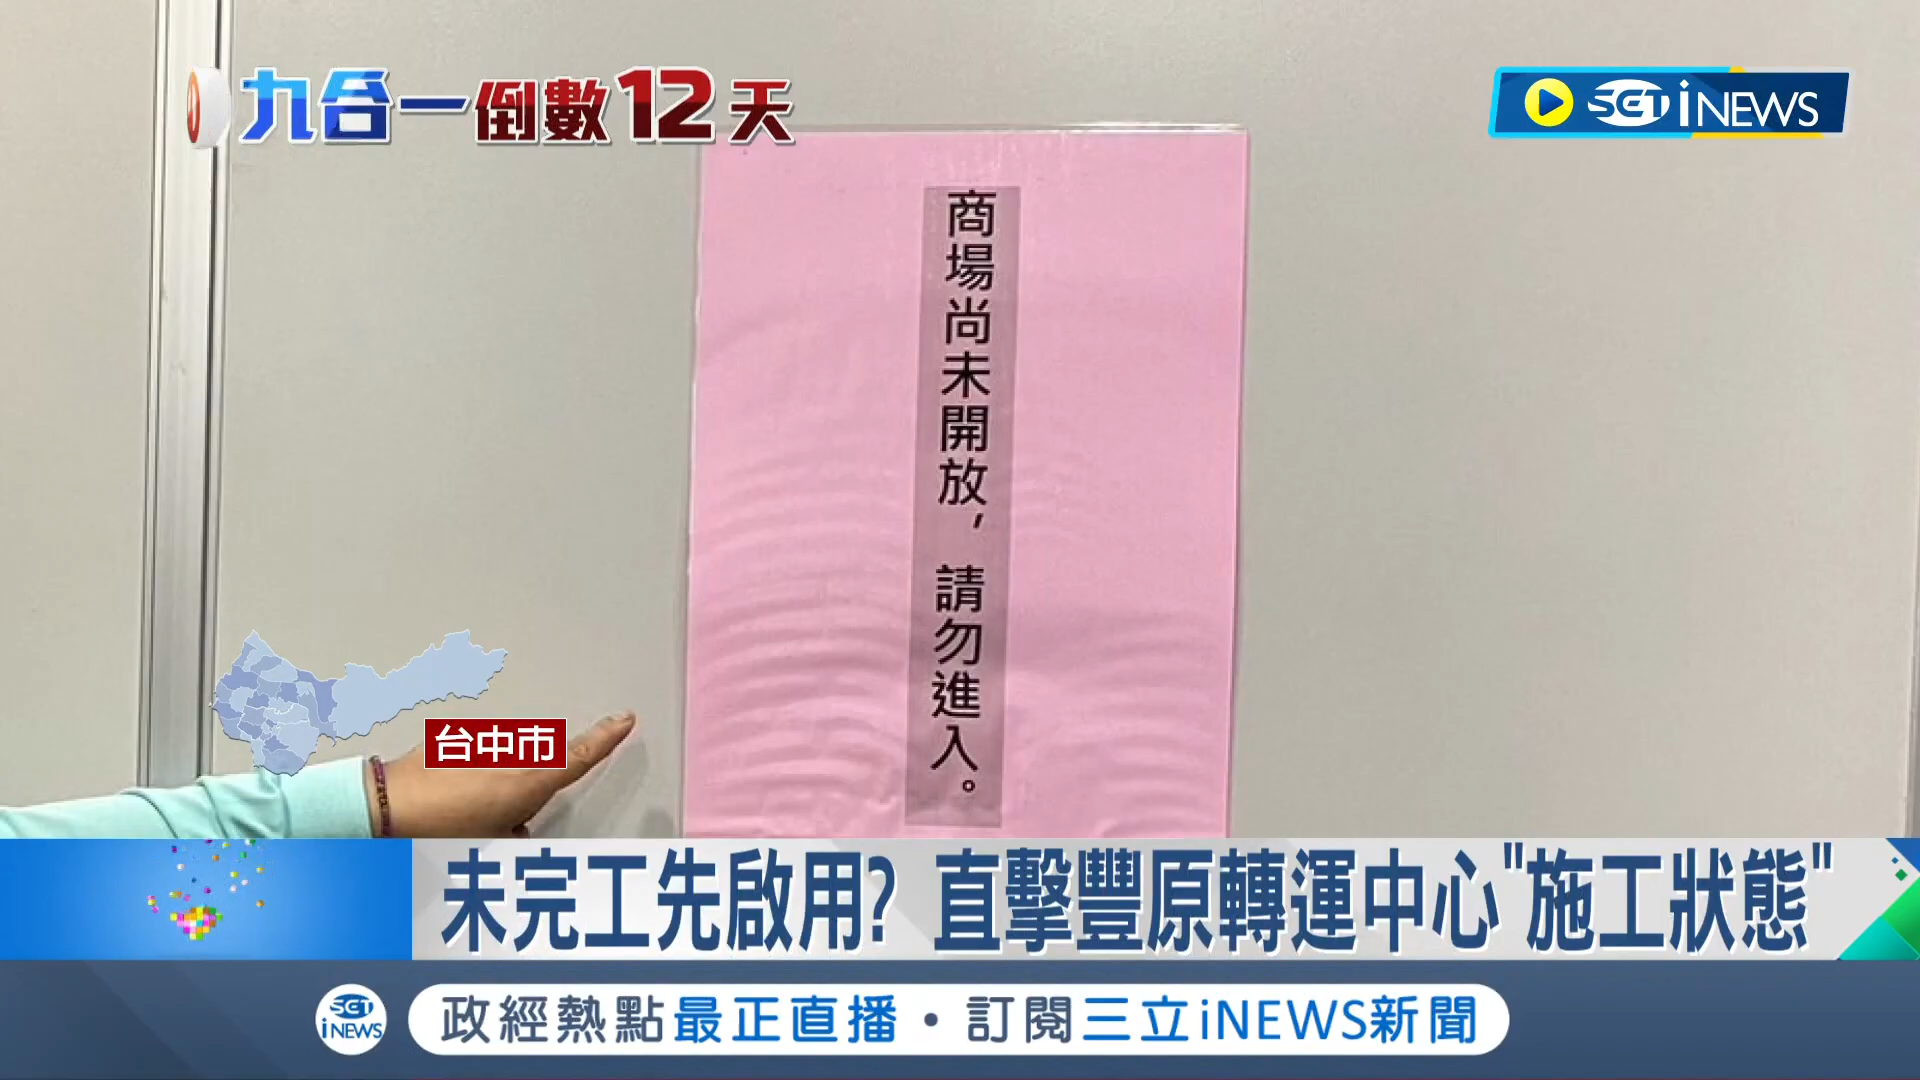 九合一倒數12天
SET iNEWS
商場尚未開放，請勿進入。
台中市
未完工先啟用? 直擊豐原轉運中心"施工狀態"
SET iNEWS
政經熱點最正直播・訂閱三立iNEWS新聞